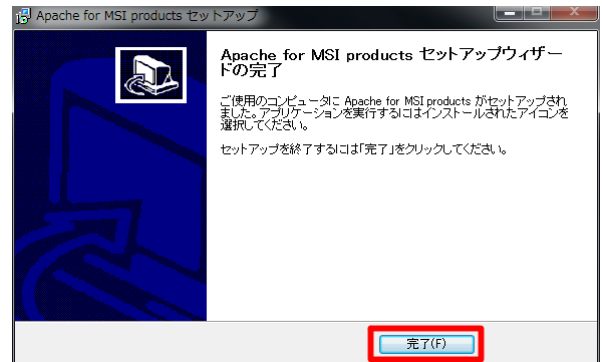 Apache for MSI products セットアップ
Apache for MSI products セットアップウィザー
ドの完了
ご使用のコンピュータに Apache for MSI products がセットアップされ
ました。アプリケーションを実行するにはインストールされたアイコンを
選択してください。
セットアップを終了するには「完了」をクリックしてください。
完了(F)